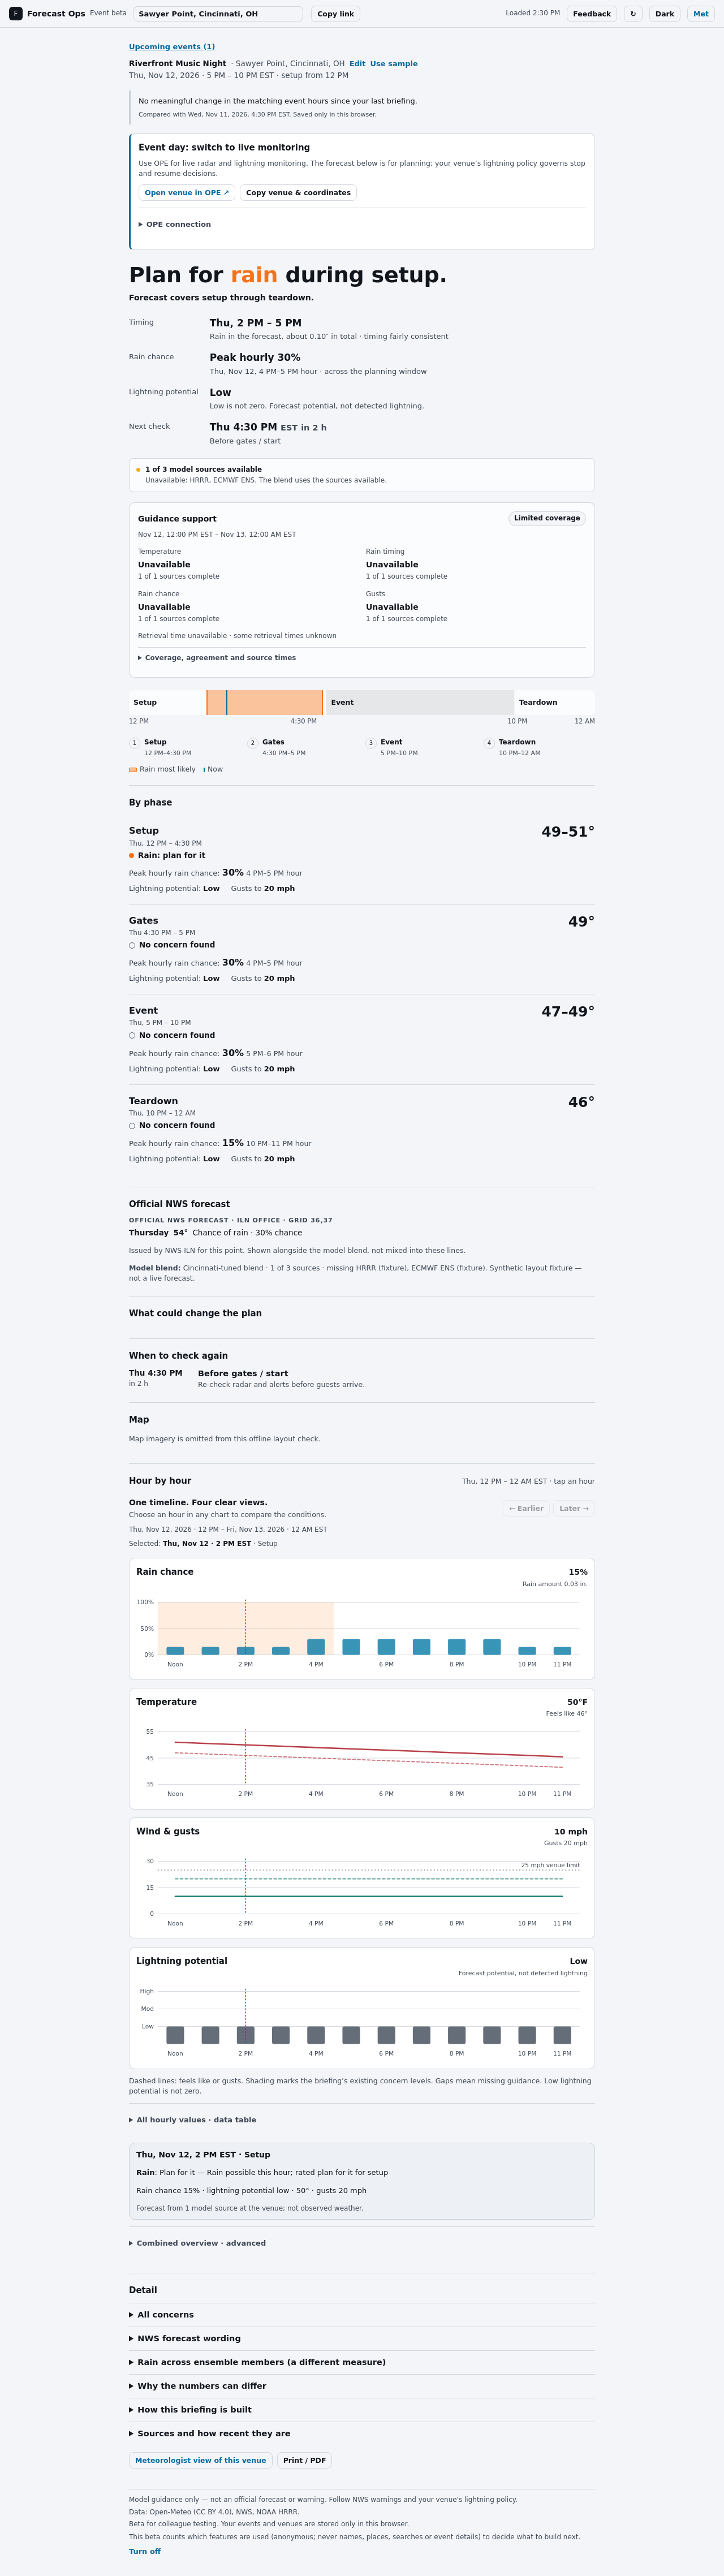 F Forecast Ops Event beta Sawyer Point, Cincinnati, OH Copy link Loaded 2:30 PM Feedback ↻ Dark Met
Upcoming events (1)
Riverfront Music Night · Sawyer Point, Cincinnati, OH Edit Use sample
Thu, Nov 12, 2026 · 5 PM – 10 PM EST · setup from 12 PM
No meaningful change in the matching event hours since your last briefing.
Compared with Wed, Nov 11, 2026, 4:30 PM EST. Saved only in this browser.
Event day: switch to live monitoring
Use OPE for live radar and lightning monitoring. The forecast below is for planning; your venue's lightning policy governs stop
and resume decisions.
Open venue in OPE ↗ Copy venue & coordinates
▶ OPE connection
Plan for rain during setup.
Forecast covers setup through teardown.
Timing Thu, 2 PM – 5 PM
Rain in the forecast, about 0.10″ in total · timing fairly consistent
Rain chance Peak hourly 30%
Thu, Nov 12, 4 PM–5 PM hour · across the planning window
Lightning potential Low
Low is not zero. Forecast potential, not detected lightning.
Next check Thu 4:30 PM EST in 2 h
Before gates / start
1 of 3 model sources available
Unavailable: HRRR, ECMWF ENS. The blend uses the sources available.
Guidance support Limited coverage
Nov 12, 12:00 PM EST – Nov 13, 12:00 AM EST
Temperature Rain timing
Unavailable Unavailable
1 of 1 sources complete 1 of 1 sources complete
Rain chance Gusts
Unavailable Unavailable
1 of 1 sources complete 1 of 1 sources complete
Retrieval time unavailable · some retrieval times unknown
▶ Coverage, agreement and source times
Setup Event Teardown
12 PM 4:30 PM 10 PM 12 AM
1 Setup 2 Gates 3 Event 4 Teardown
12 PM–4:30 PM 4:30 PM–5 PM 5 PM–10 PM 10 PM–12 AM
Rain most likely Now
By phase
Setup 49–51°
Thu, 12 PM – 4:30 PM
Rain: plan for it
Peak hourly rain chance: 30% 4 PM–5 PM hour
Lightning potential: Low Gusts to 20 mph
Gates 49°
Thu 4:30 PM – 5 PM
No concern found
Peak hourly rain chance: 30% 4 PM–5 PM hour
Lightning potential: Low Gusts to 20 mph
Event 47–49°
Thu, 5 PM – 10 PM
No concern found
Peak hourly rain chance: 30% 5 PM–6 PM hour
Lightning potential: Low Gusts to 20 mph
Teardown 46°
Thu, 10 PM – 12 AM
No concern found
Peak hourly rain chance: 15% 10 PM–11 PM hour
Lightning potential: Low Gusts to 20 mph
Official NWS forecast
OFFICIAL NWS FORECAST · ILN OFFICE · GRID 36,37
Thursday 54° Chance of rain · 30% chance
Issued by NWS ILN for this point. Shown alongside the model blend, not mixed into these lines.
Model blend: Cincinnati-tuned blend · 1 of 3 sources · missing HRRR (fixture), ECMWF ENS (fixture). Synthetic layout fixture —
not a live forecast.
What could change the plan
When to check again
Thu 4:30 PM Before gates / start
in 2 h Re-check radar and alerts before guests arrive.
Map
Map imagery is omitted from this offline layout check.
Hour by hour Thu, 12 PM – 12 AM EST · tap an hour
One timeline. Four clear views. ← Earlier Later →
Choose an hour in any chart to compare the conditions.
Thu, Nov 12, 2026 · 12 PM – Fri, Nov 13, 2026 · 12 AM EST
Selected: Thu, Nov 12 · 2 PM EST · Setup
Rain chance 15%
Rain amount 0.03 in.
100%
50%
0%
Noon 2 PM 4 PM 6 PM 8 PM 10 PM 11 PM
Temperature 50°F
Feels like 46°
55
45
35
Noon 2 PM 4 PM 6 PM 8 PM 10 PM 11 PM
Wind & gusts 10 mph
Gusts 20 mph
30
25 mph venue limit
15
0
Noon 2 PM 4 PM 6 PM 8 PM 10 PM 11 PM
Lightning potential Low
Forecast potential, not detected lightning
High
Mod
Low
Noon 2 PM 4 PM 6 PM 8 PM 10 PM 11 PM
Dashed lines: feels like or gusts. Shading marks the briefing's existing concern levels. Gaps mean missing guidance. Low lightning
potential is not zero.
▶ All hourly values · data table
Thu, Nov 12, 2 PM EST · Setup
Rain: Plan for it — Rain possible this hour; rated plan for it for setup
Rain chance 15% · lightning potential low · 50° · gusts 20 mph
Forecast from 1 model source at the venue; not observed weather.
▶ Combined overview · advanced
Detail
▶ All concerns
▶ NWS forecast wording
▶ Rain across ensemble members (a different measure)
▶ Why the numbers can differ
▶ How this briefing is built
▶ Sources and how recent they are
Meteorologist view of this venue Print / PDF
Model guidance only — not an official forecast or warning. Follow NWS warnings and your venue's lightning policy.
Data: Open-Meteo (CC BY 4.0), NWS, NOAA HRRR.
Beta for colleague testing. Your events and venues are stored only in this browser.
This beta counts which features are used (anonymous; never names, places, searches or event details) to decide what to build next.
Turn off